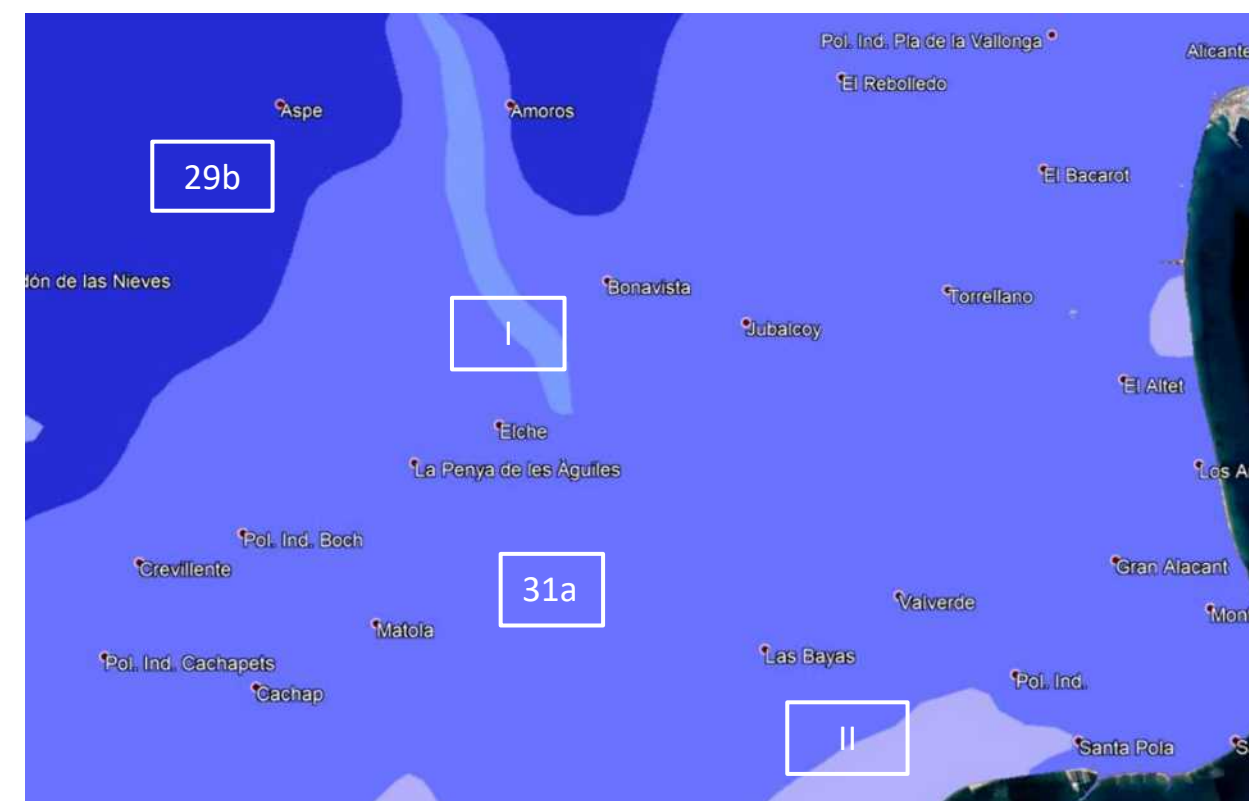 Pol. Ind. Pla de la Vallonga
Alicante
El Rebolledo
Aspe
Amoros
29b
El Bacarot
ón de las Nieves
Bonavista
Torrellano
I
Jubalcoy
El Altet
Elche
La Penya de les Àguiles
Los A
Pol. Ind. Boch
Crevillente
Gran Alacant
31a
Valverde
Mon
Matola
Las Bayas
Pol. Ind. Cachapets
Pol. Ind.
Cachap
II
Santa Pola
S